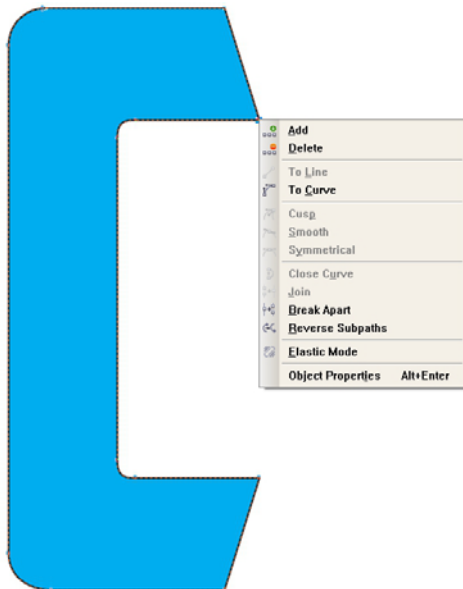 Add
Delete
To Line
To Curve
Cusp
Smooth
Symmetrical
Close Curve
Join
Break Apart
Reverse Subpaths
Elastic Mode
Object Properties Alt+Enter